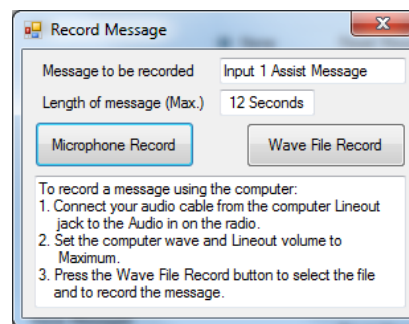 Record Message
Message to be recorded Input 1 Assist Message
Length of message (Max.) 12 Seconds
Microphone Record Wave File Record
To record a message using the computer:
1. Connect your audio cable from the computer Lineout
jack to the Audio in on the radio.
2. Set the computer wave and Lineout volume to
Maximum.
3. Press the Wave File Record button to select the file
and to record the message.